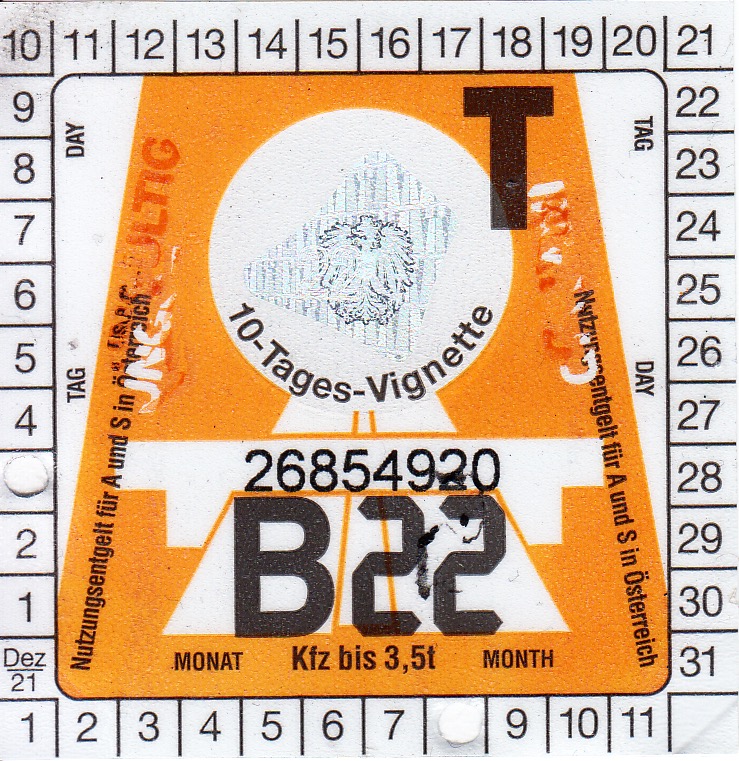 10 11 12 13 14 15 16 17 18 19 20 21
9
8
7
6
5
4
2
1
Dez
21
22
23
24
25
26
27
28
29
30
31
1 2 3 4 5 6 7 9 10 11
DAY
TAG
TAG
DAY
T
10-Tages-Vignette
Nutzungsentgelt für A und S in Österreich
Nutzungsentgelt für A und S in Österreich
26854920
B22
MONAT Kfz bis 3,5t MONTH